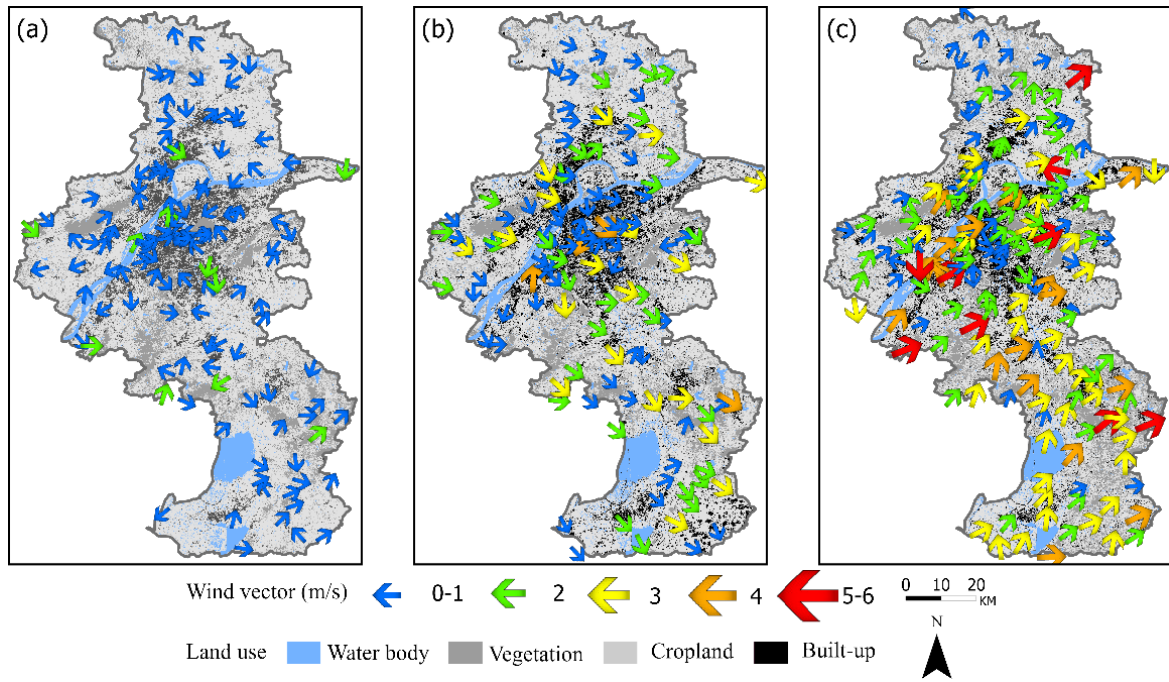 (a) (b) (c)
Wind vector (m/s) 0-1 2 3 4 5-6 0 10 20
KM
N
Land use Water body Vegetation Cropland Built-up